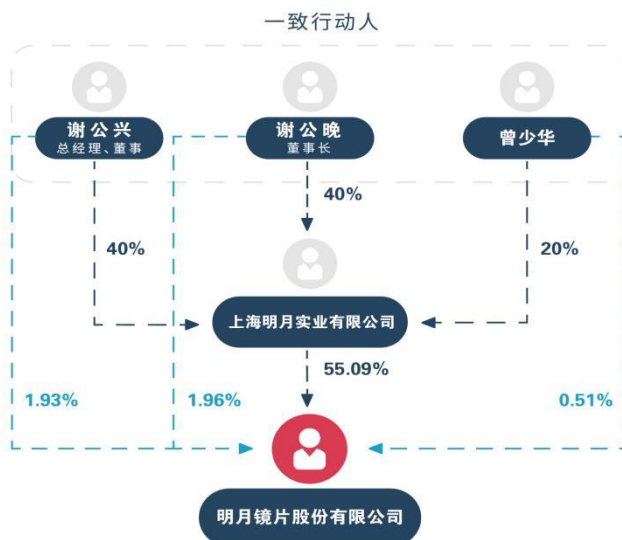 一致行动人
谢公兴
总经理、董事
谢公晚
董事长
曾少华
40%
40%
20%
上海明月实业有限公司
55.09%
1.93%
1.96%
0.51%
明月镜片股份有限公司